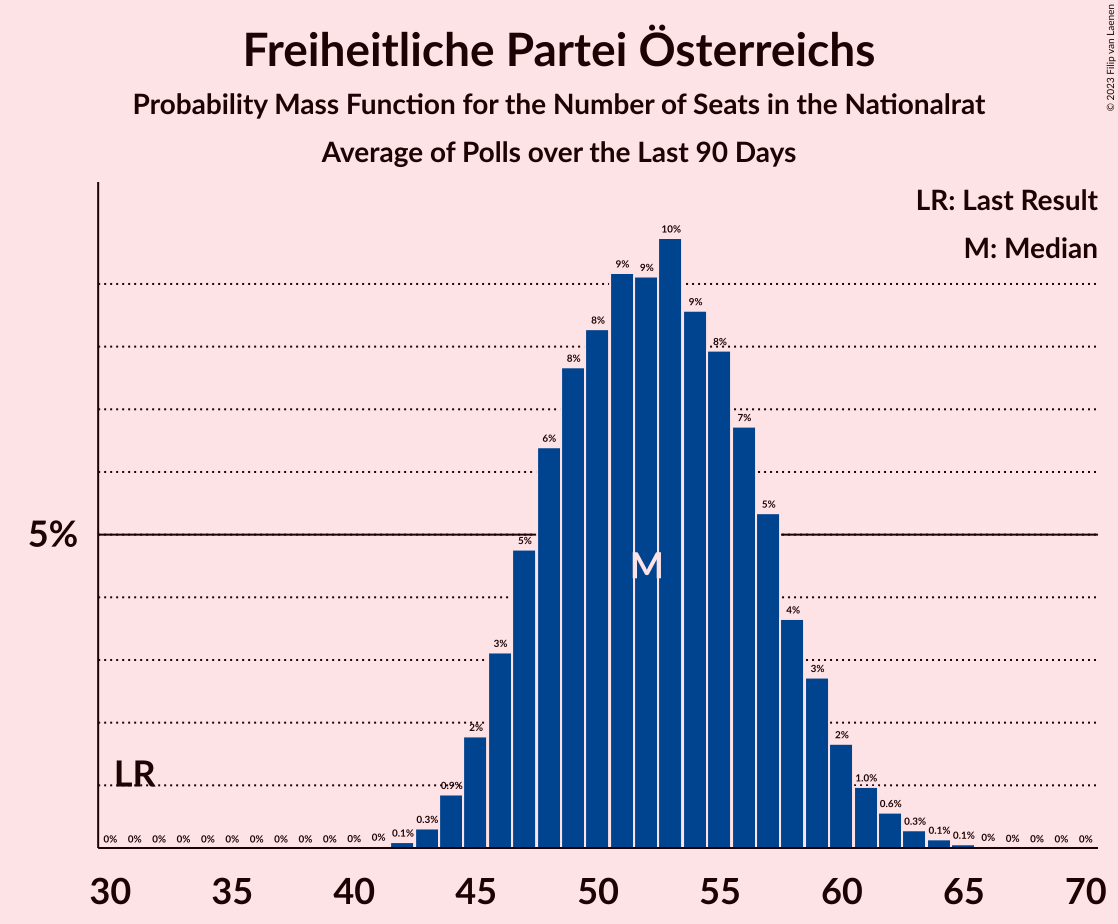 Freiheitliche Partei Österreichs
Probability Mass Function for the Number of Seats in the Nationalrat
Average of Polls over the Last 90 Days
© 2023 Filip van Laenen
LR: Last Result
M: Median
5%
LR
M
0% 0% 0% 0% 0% 0% 0% 0% 0% 0% 0% 0% 0.1% 0.3% 0.9% 2% 3% 5% 6% 8% 8% 9% 9% 10% 9% 8% 7% 5% 4% 3% 2% 1.0% 0.6% 0.3% 0.1% 0.1% 0% 0% 0% 0% 0%
30 35 40 45 50 55 60 65 70